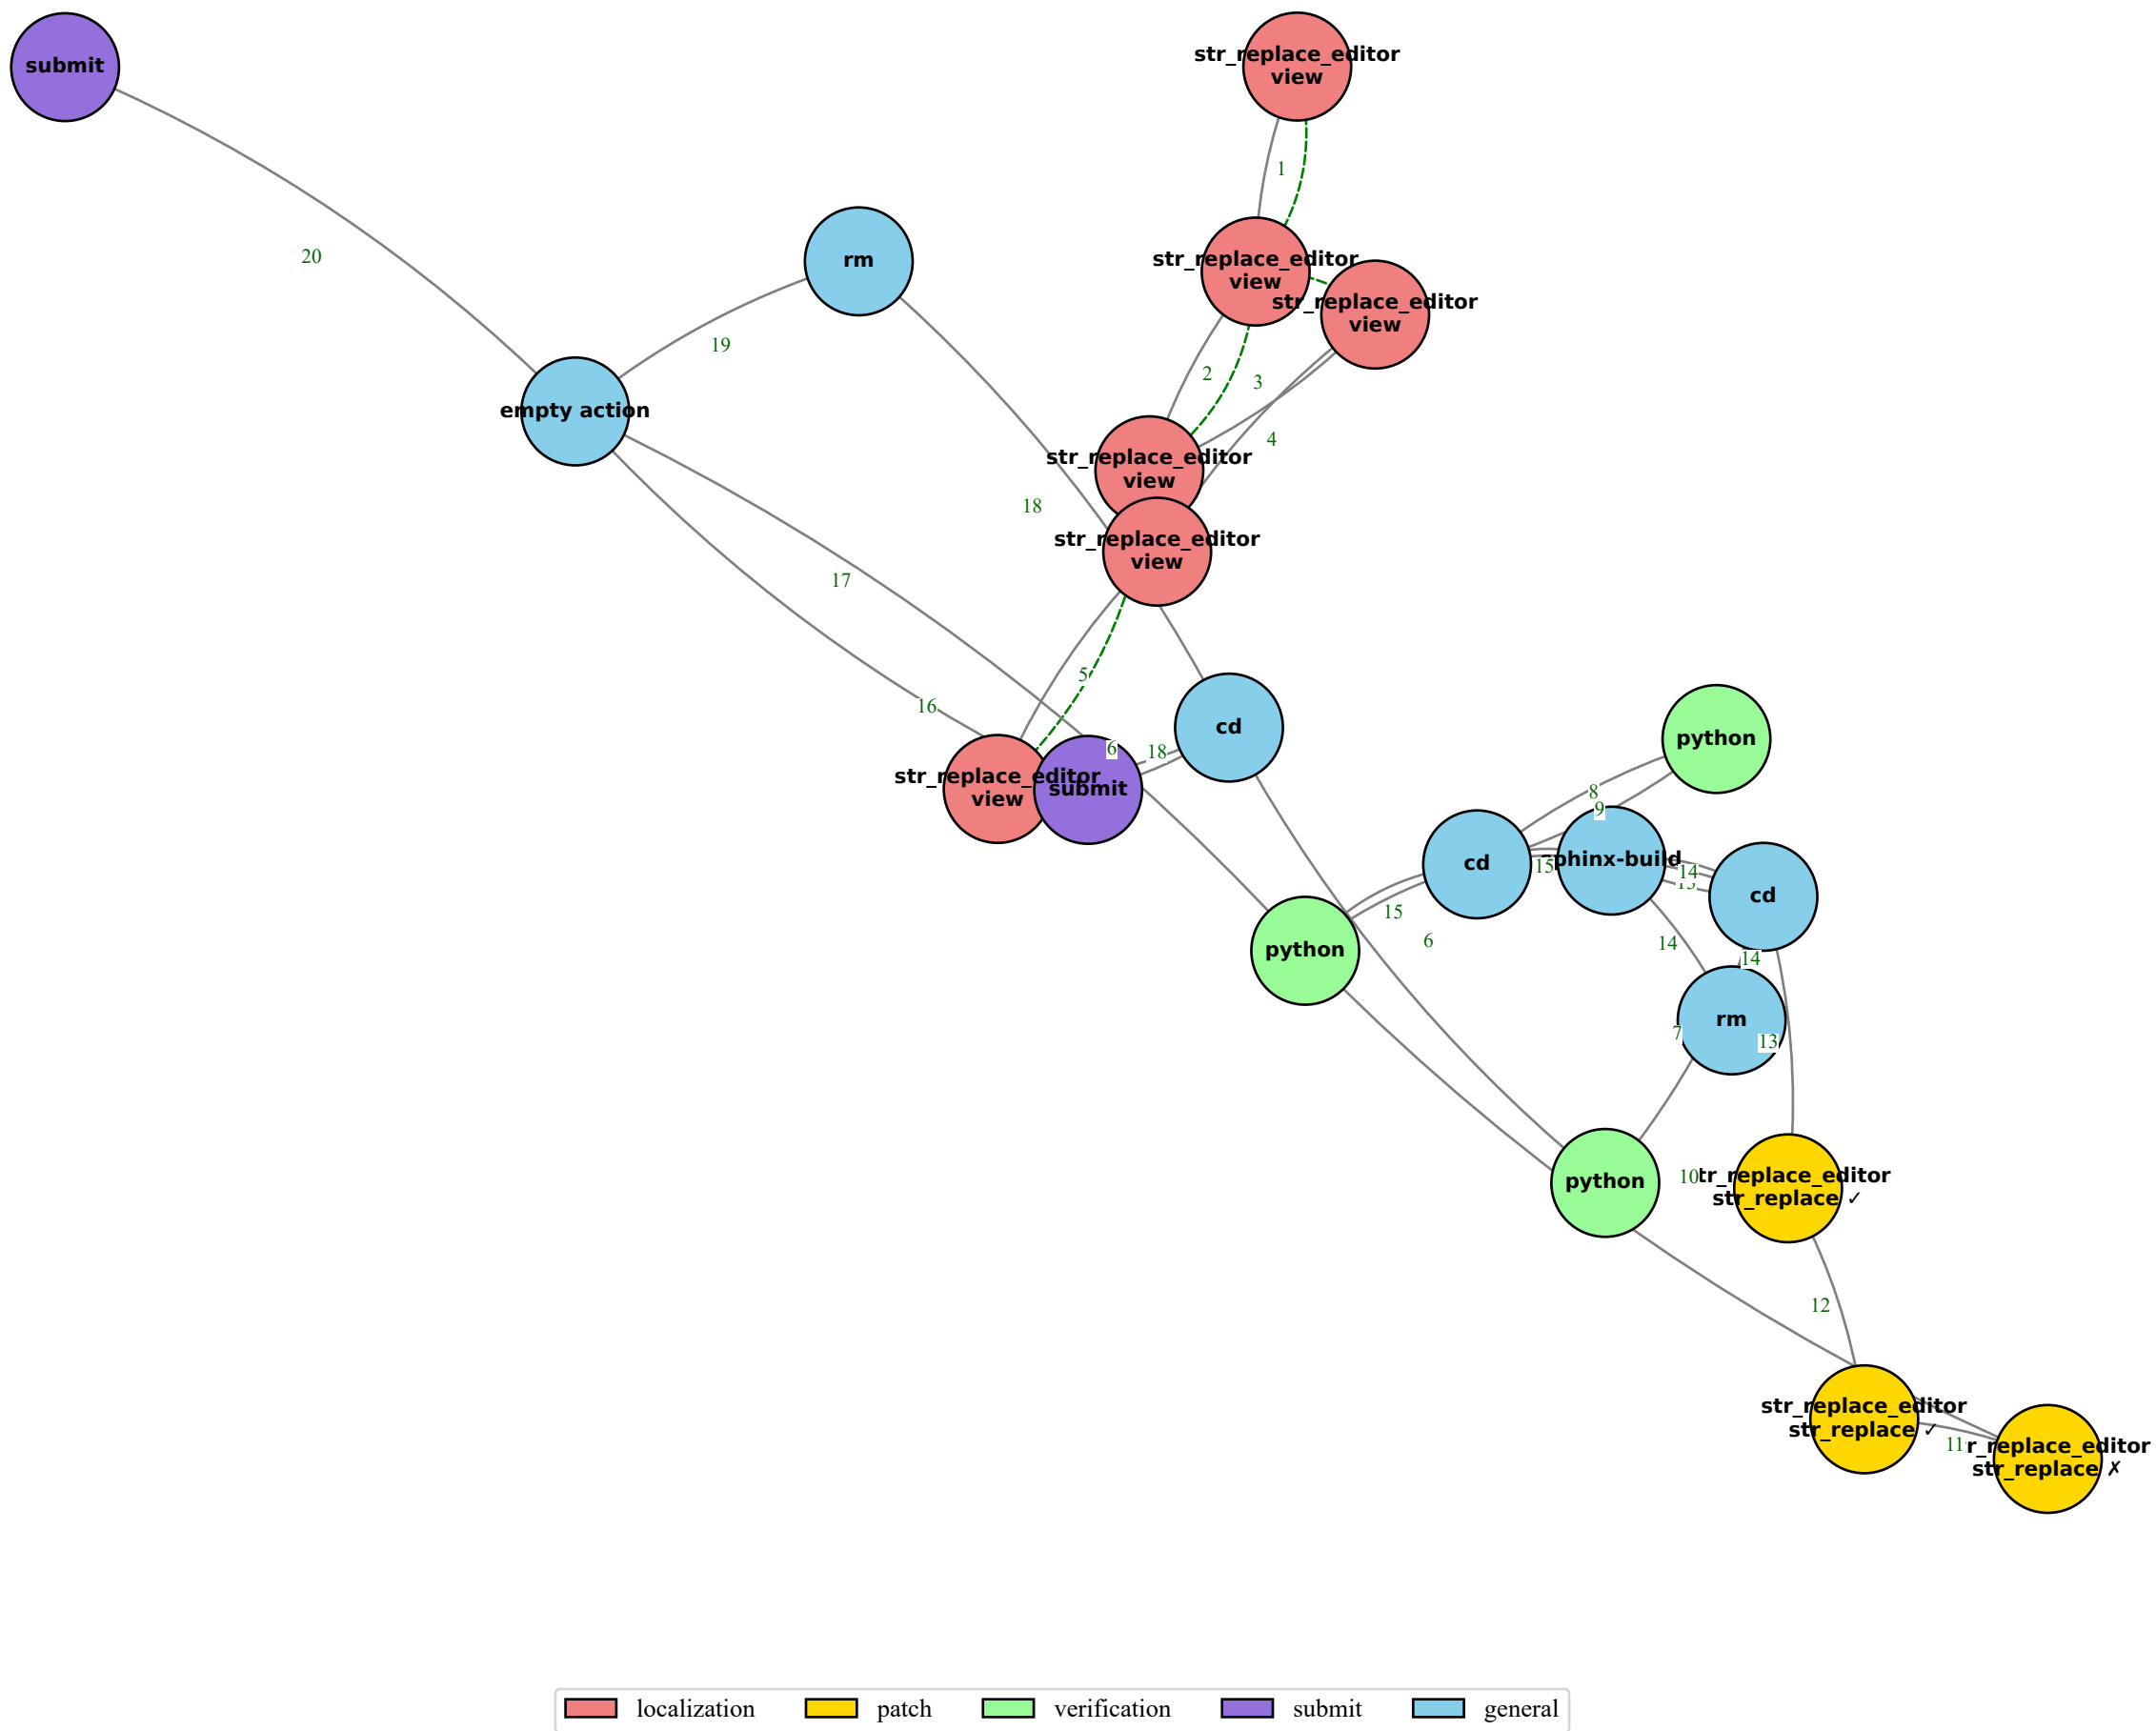 submit
str_replace_editor
view
1
20
rm
str_replace_editor
view
str_replace_editor
view
19
2
3
empty action
4
str_replace_editor
view
18
str_replace_editor
view
17
5
16
cd
python
6
18
str_replace_editor
view
submit
8
9
cd
15
phinx-build
14
cd
15
python
6
14
14
rm
7
13
python
10
tr_replace_editor
str_replace ✓
12
str_replace_editor
str_replace ✓
11
r_replace_editor
str_replace ✗
localization
patch
verification
submit
general